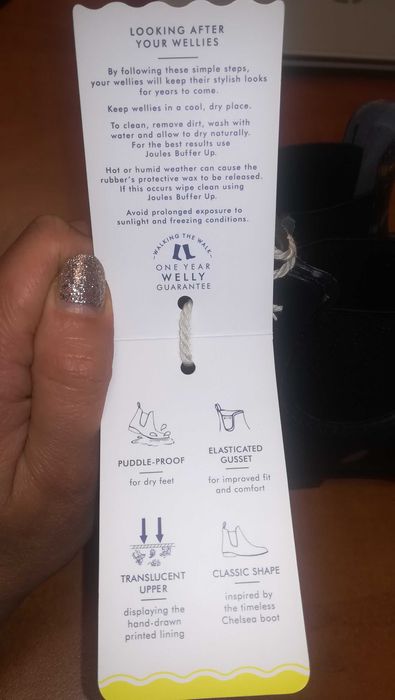 LOOKING AFTER
YOUR WELLIES
By following these simple steps,
your wellies will keep their stylish looks
for years to come.
Keep wellies in a cool, dry place.
To clean, remove dirt, wash with
water and allow to dry naturally.
For the best results use
Joules Buffer Up.
Hot or humid weather can cause the
rubber's protective wax to be released.
If this occurs wipe clean using
Joules Buffer Up.
Avoid prolonged exposure to
sunlight and freezing conditions.
-WALKING THE WALK-
ONE YEAR
WELLY
GUARANTEE
PUDDLE-PROOF
for dry feet
ELASTICATED
GUSSET
for improved fit
and comfort
TRANSLUCENT
UPPER
displaying the
hand-drawn
printed lining
CLASSIC SHAPE
inspired by
the timeless
Chelsea boot